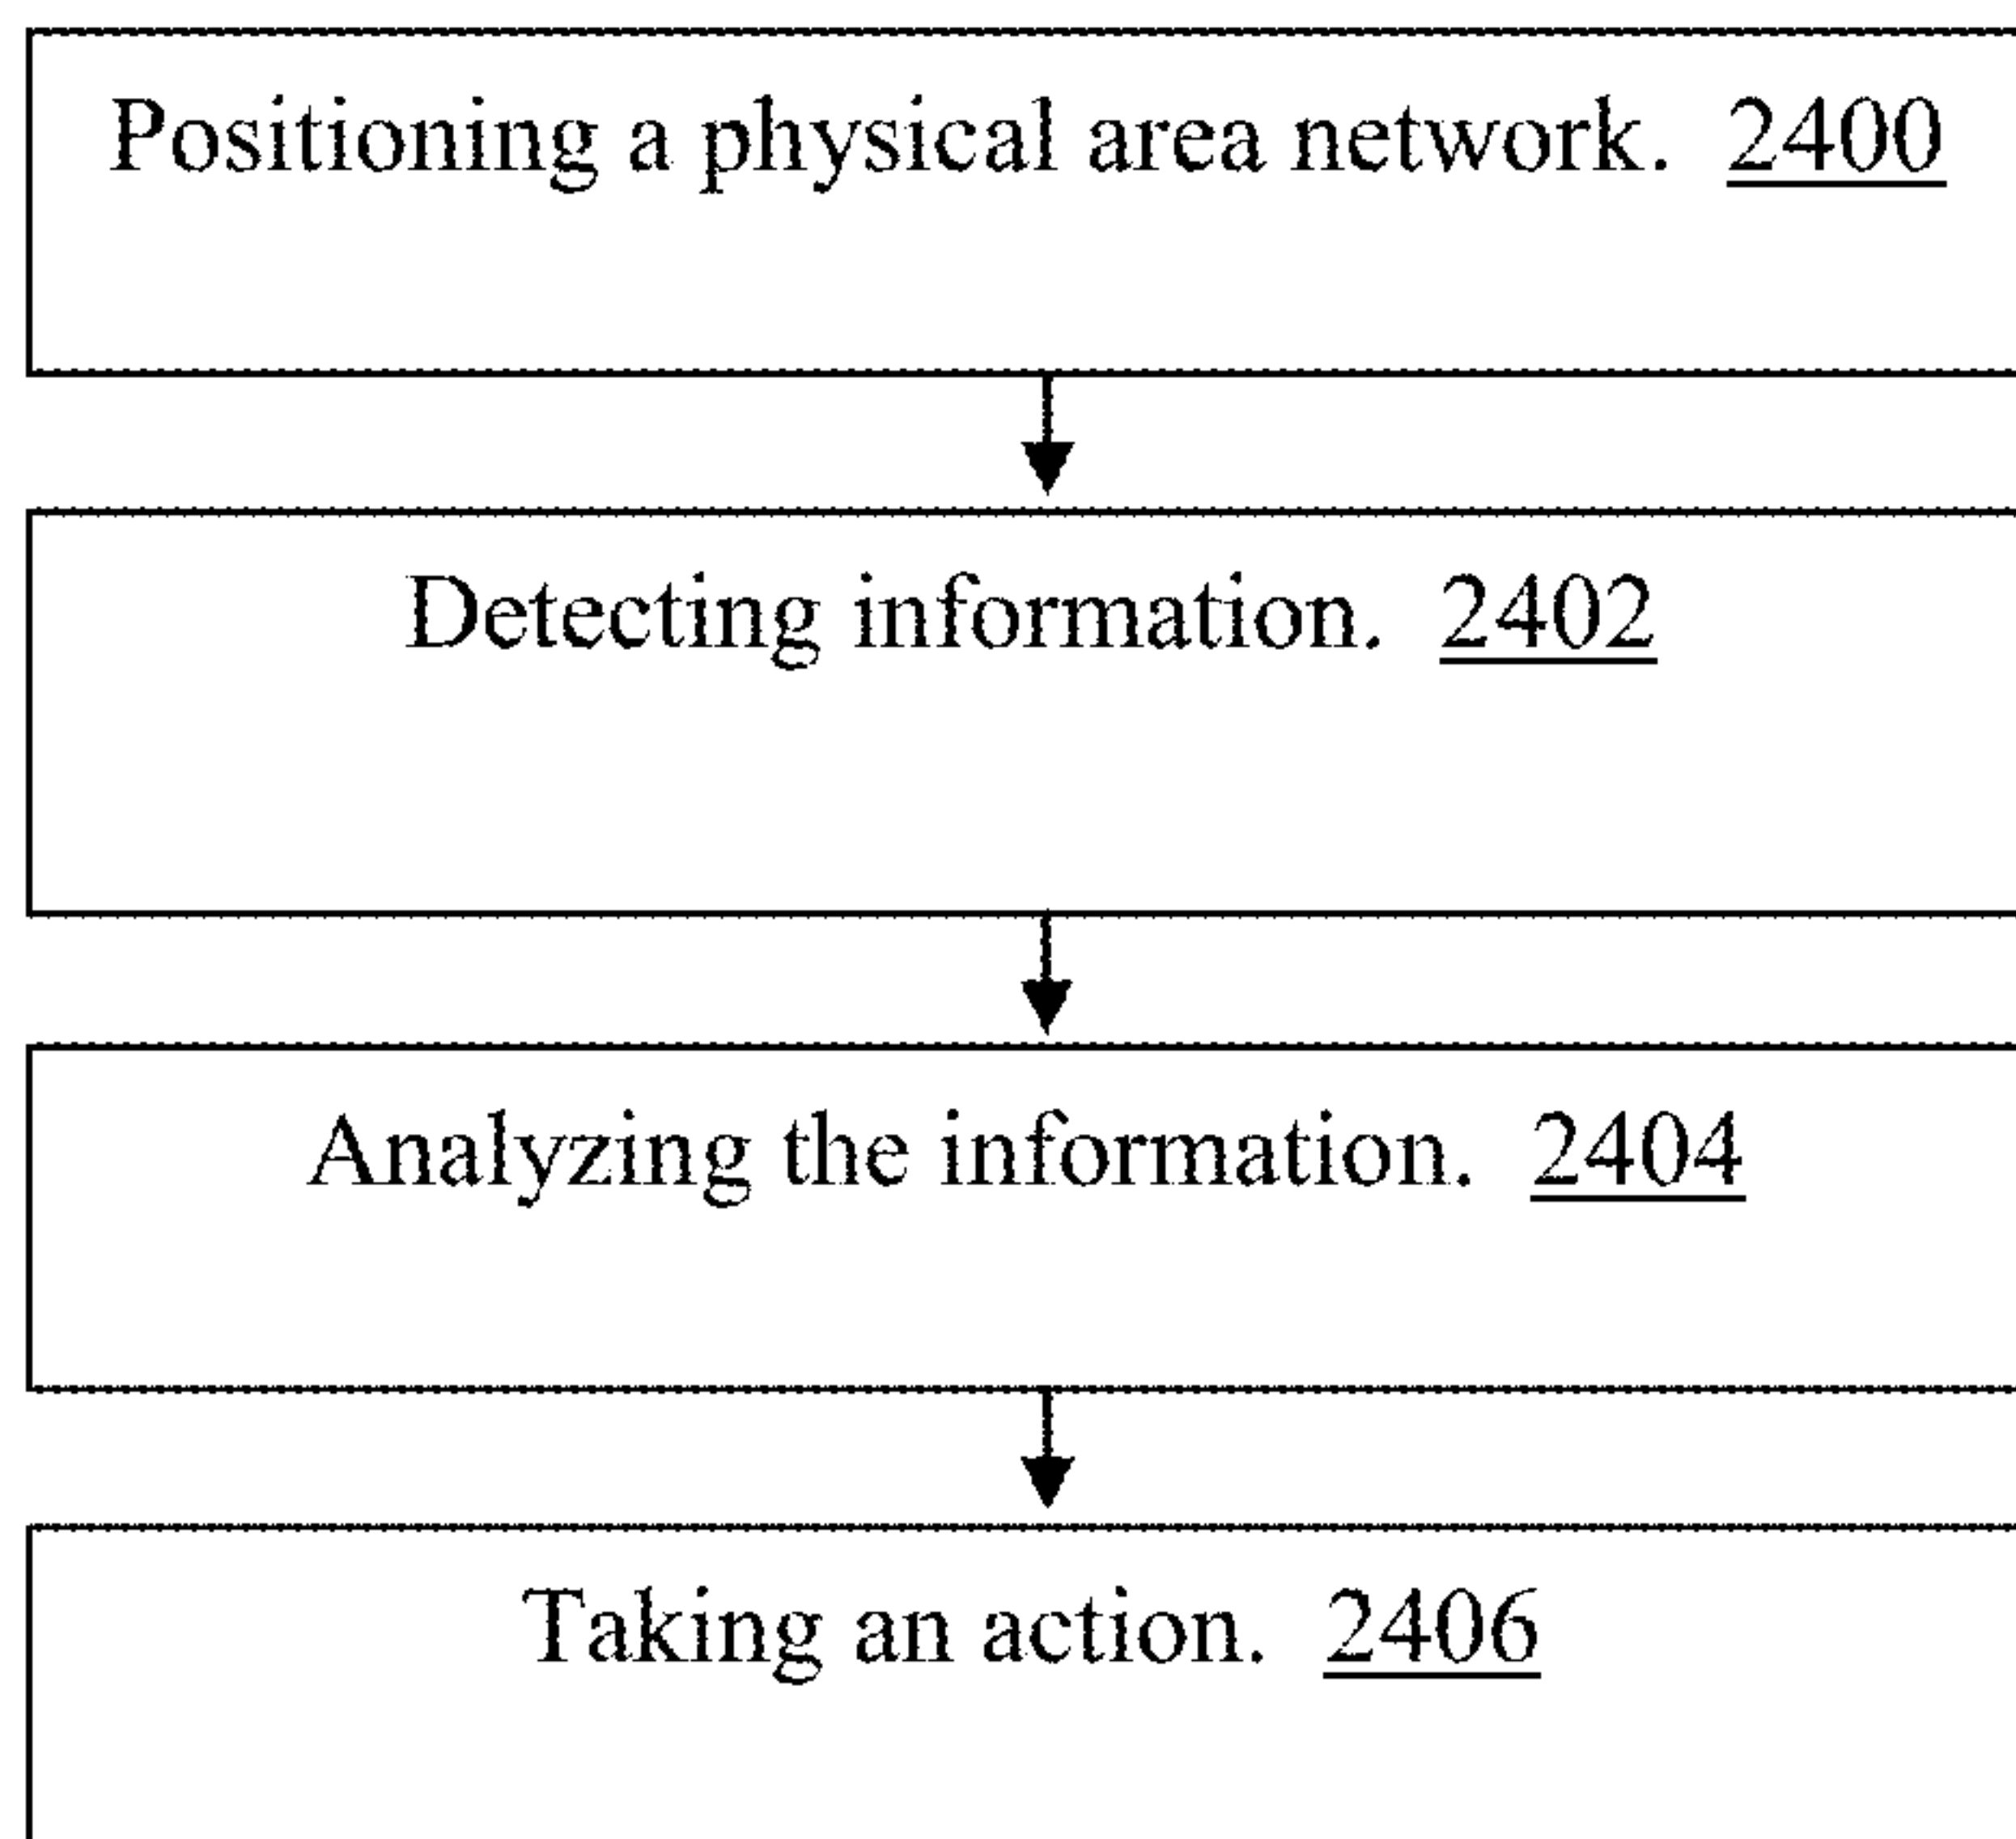 Positioning a physical area network. 2400
Detecting information. 2402
Analyzing the information. 2404
Taking an action. 2406